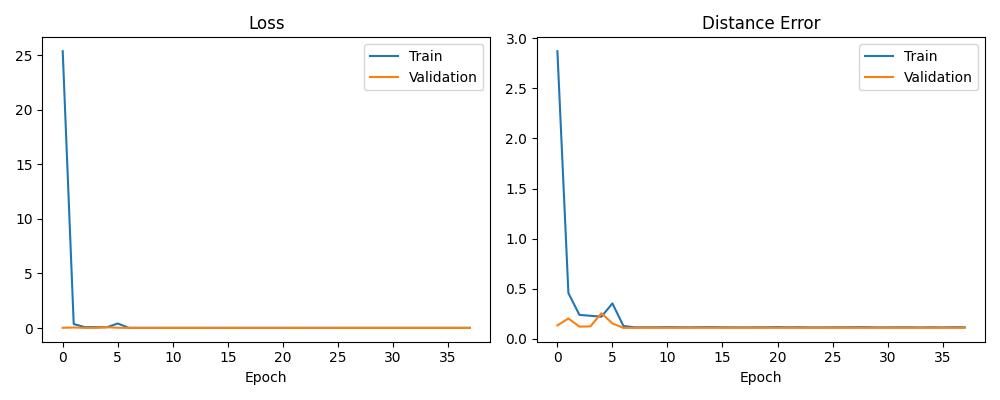 Loss
25
20
15
10
5
0
0 5 10 15 20 25 30 35
Epoch
Train
Validation
Distance Error
3.0
2.5
2.0
1.5
1.0
0.5
0.0
0 5 10 15 20 25 30 35
Epoch
Train
Validation